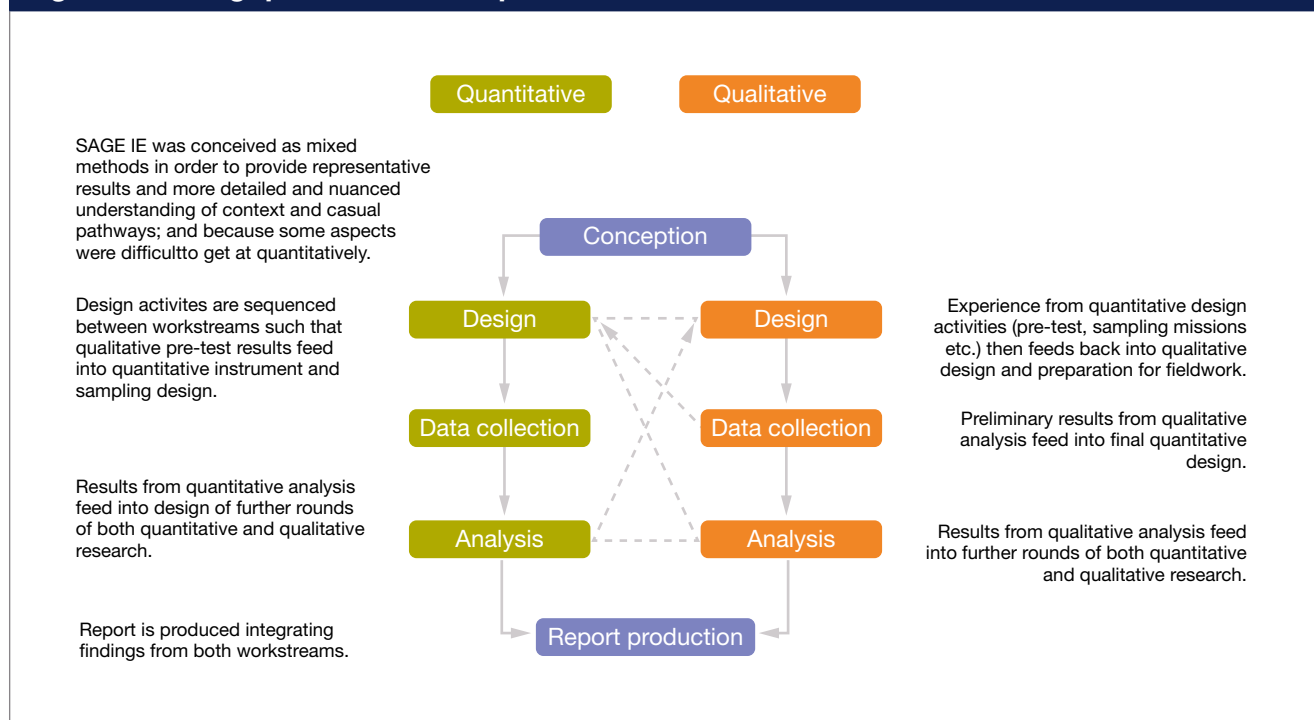 Quantitative
Qualitative
SAGE IE was conceived as mixed
methods in order to provide representative
results and more detailed and nuanced
understanding of context and casual
pathways; and because some aspects
were difficultto get at quantitatively.
Conception
Design activites are sequenced
between workstreams such that
qualitative pre-test results feed
into quantitative instrument and
sampling design.
Design
Design
Experience from quantitative design
activities (pre-test, sampling missions
etc.) then feeds back into qualitative
design and preparation for fieldwork.
Data collection
Data collection
Preliminary results from qualitative
analysis feed into final quantitative
design.
Results from quantitative analysis
feed into design of further rounds
of both quantitative and qualitative
research.
Analysis
Analysis
Results from qualitative analysis feed
into further rounds of both quantitative
and qualitative research.
Report is produced integrating
findings from both workstreams.
Report production